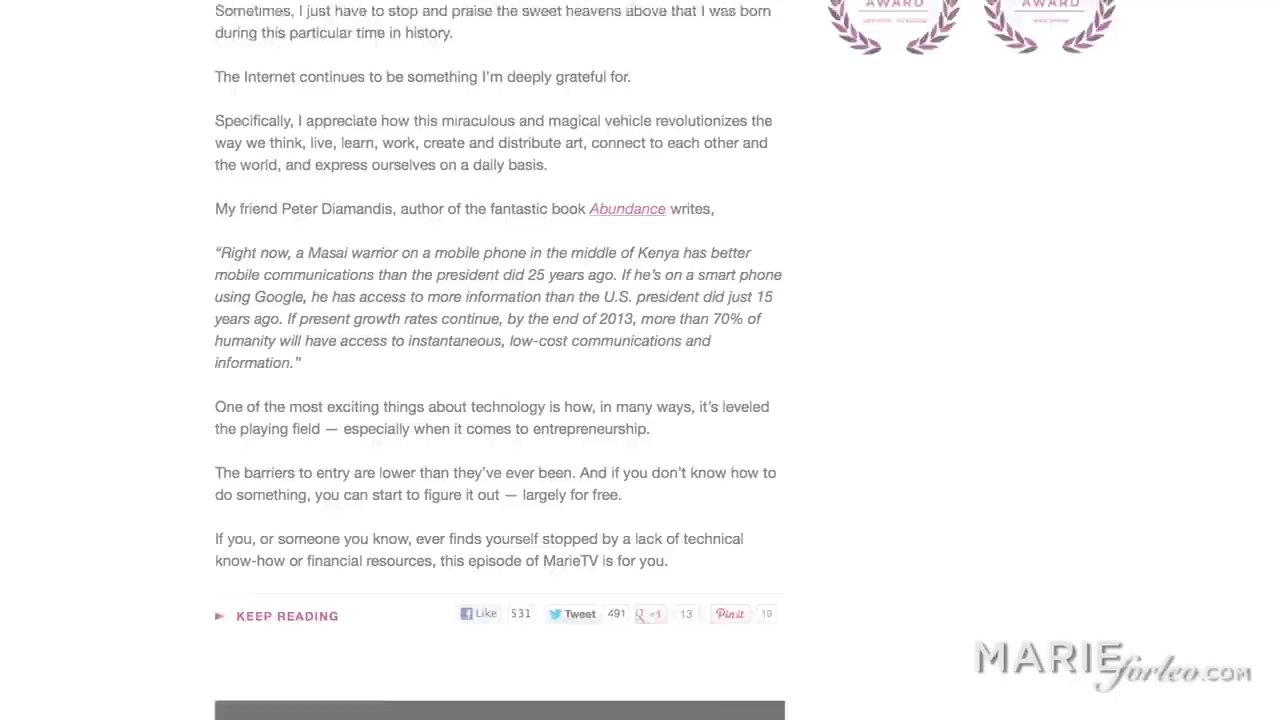 Sometimes, I just have to stop and praise the sweet heavens above that I was born
during this particular time in history.
The Internet continues to be something I'm deeply grateful for.
Specifically, I appreciate how this miraculous and magical vehicle revolutionizes the
way we think, live, learn, work, create and distribute art, connect to each other and
the world, and express ourselves on a daily basis.
My friend Peter Diamandis, author of the fantastic book Abundance writes,
“Right now, a Masai warrior on a mobile phone in the middle of Kenya has better
mobile communications than the president did 25 years ago. If he's on a smart phone
using Google, he has access to more information than the U.S. president did just 15
years ago. If present growth rates continue, by the end of 2013, more than 70% of
humanity will have access to instantaneous, low-cost communications and
information.”
One of the most exciting things about technology is how, in many ways, it's leveled
the playing field — especially when it comes to entrepreneurship.
The barriers to entry are lower than they've ever been. And if you don't know how to
do something, you can start to figure it out — largely for free.
If you, or someone you know, ever finds yourself stopped by a lack of technical
know-how or financial resources, this episode of MarieTV is for you.
KEEP READING
Like 531 Tweet 491 +1 13 Pin it 19
AWARD
AWARD
MARIE forleo.COM